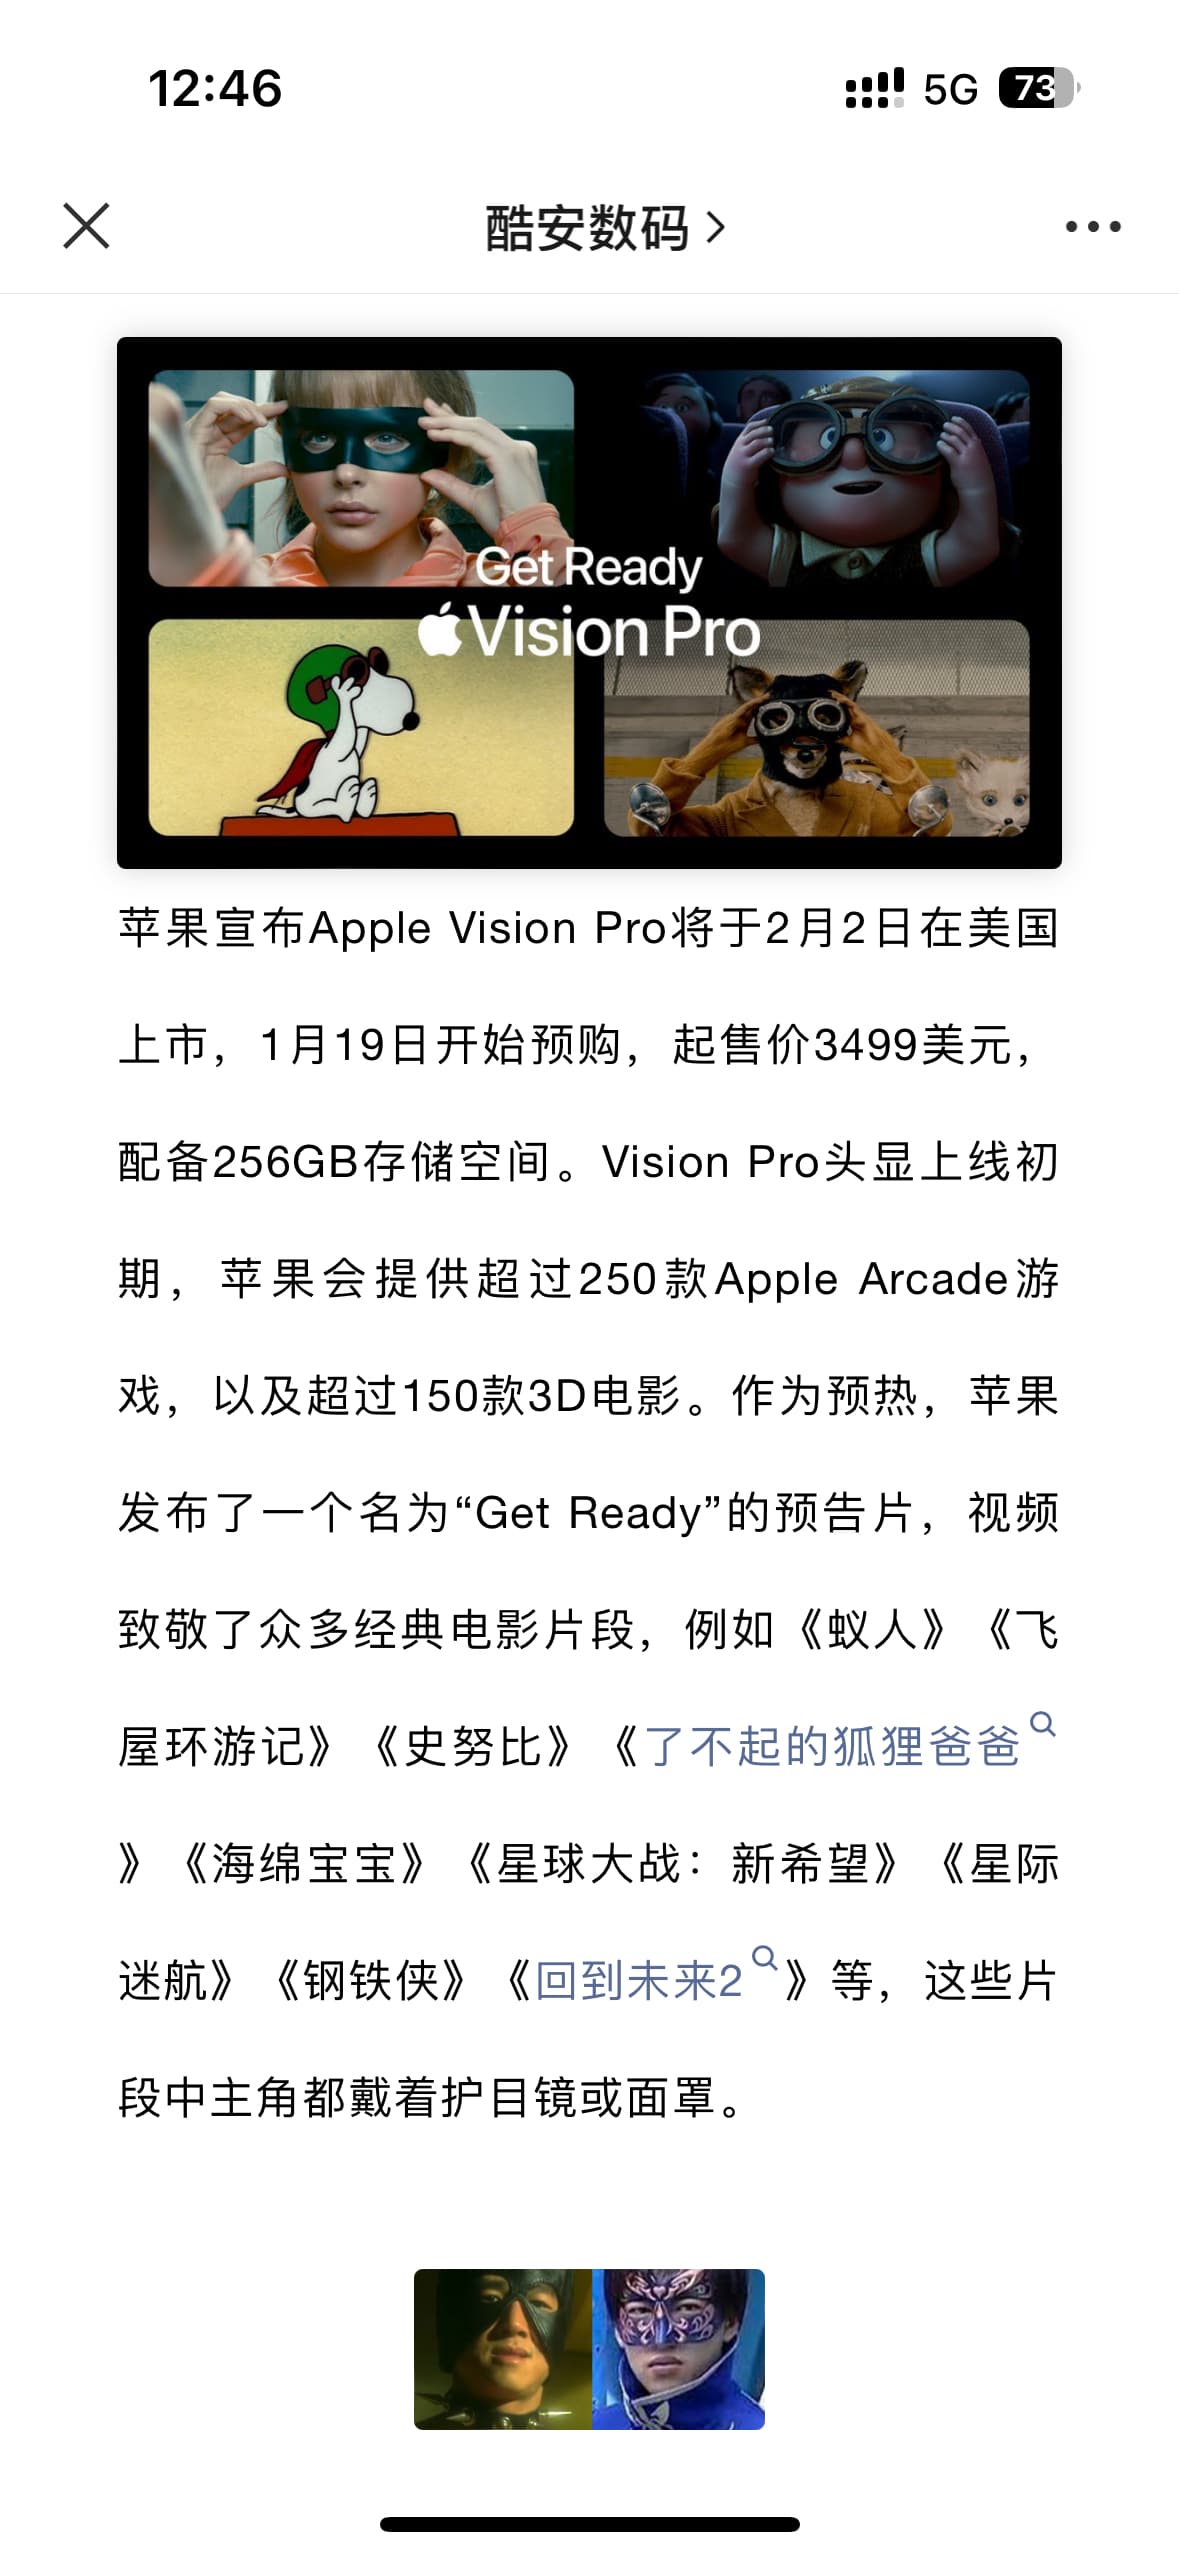 12:46
5G 73
酷安数码
Get Ready
Vision Pro
苹果宣布Apple Vision Pro将于2月2日在美国
上市，1月19日开始预购，起售价3499美元，
配备256GB存储空间。Vision Pro头显上线初
期，苹果会提供超过250款Apple Arcade游
戏，以及超过150款3D电影。作为预热，苹果
发布了一个名为“Get Ready”的预告片，视频
致敬了众多经典电影片段，例如《蚁人》《飞
屋环游记》《史努比》《了不起的狐狸爸爸
》《海绵宝宝》《星球大战：新希望》《星际
迷航》《钢铁侠》《回到未来2》等，这些片
段中主角都戴着护目镜或面罩。